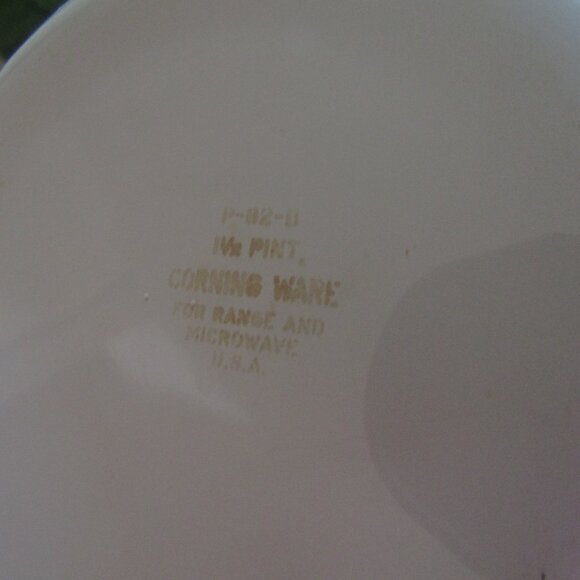 P-82-B
1½ PINT.
CORNING WARE
FOR RANGE AND
MICROWAVE
U.S.A.